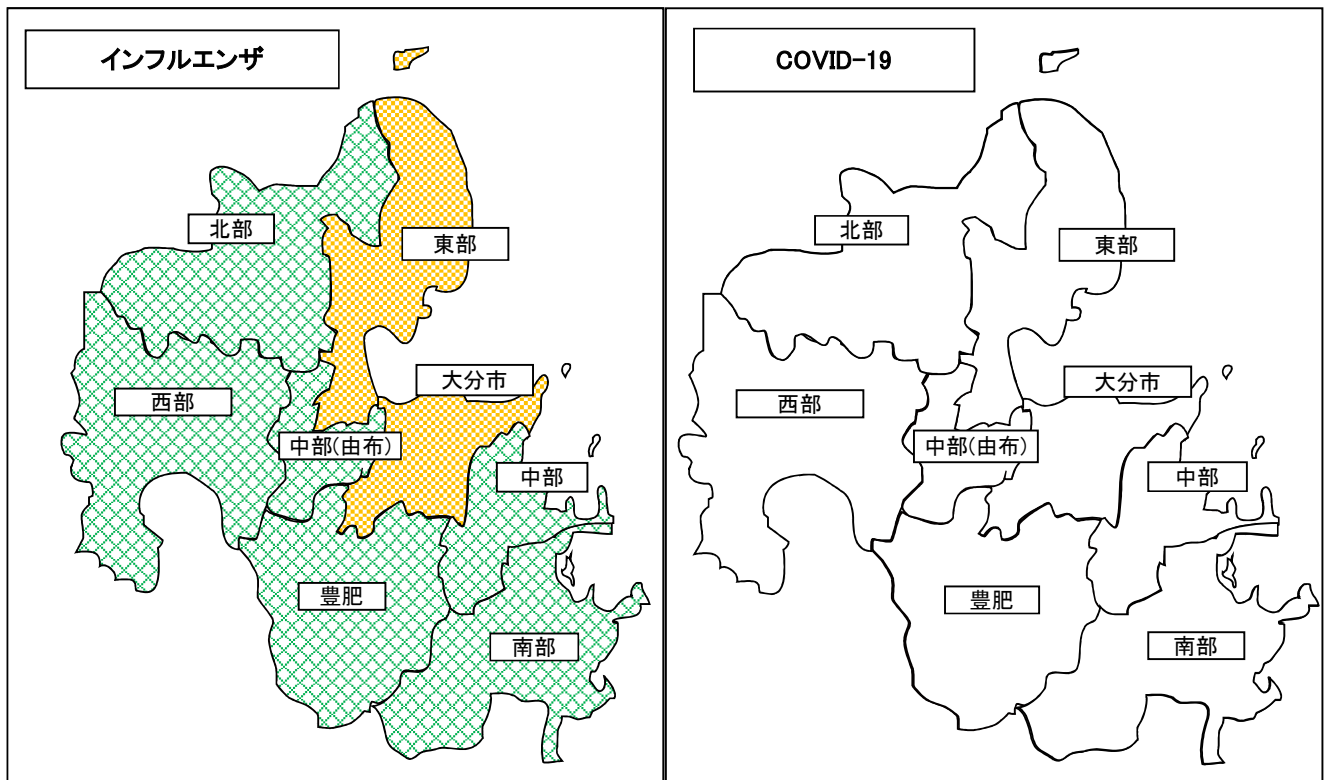 インフルエンザ
北部
東部
大分市
西部
中部(由布)
中部
豊肥
南部
COVID-19
北部
東部
大分市
西部
中部(由布)
中部
豊肥
南部